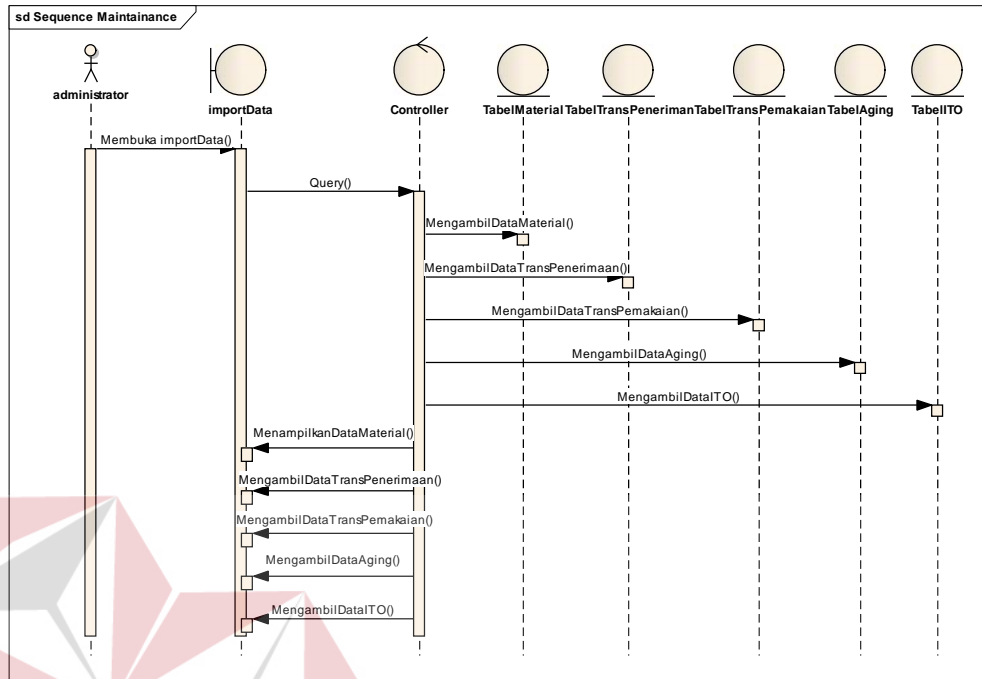 sd Sequence Maintainance
administrator
importData
Controller
TabelMaterial
TabelTransPeneriman
TabelTransPemakaian
TabelAging
TabelITO
Membuka importData()
Query()
MengambilDataMaterial()
MengambilDataTransPenerimaan()
MengambilDataTransPemakaian()
MengambilDataAging()
MengambilDataITO()
MenampilkanDataMaterial()
MengambilDataTransPenerimaan()
MengambilDataTransPemakaian()
MengambilDataAging()
MengambilDataITO()